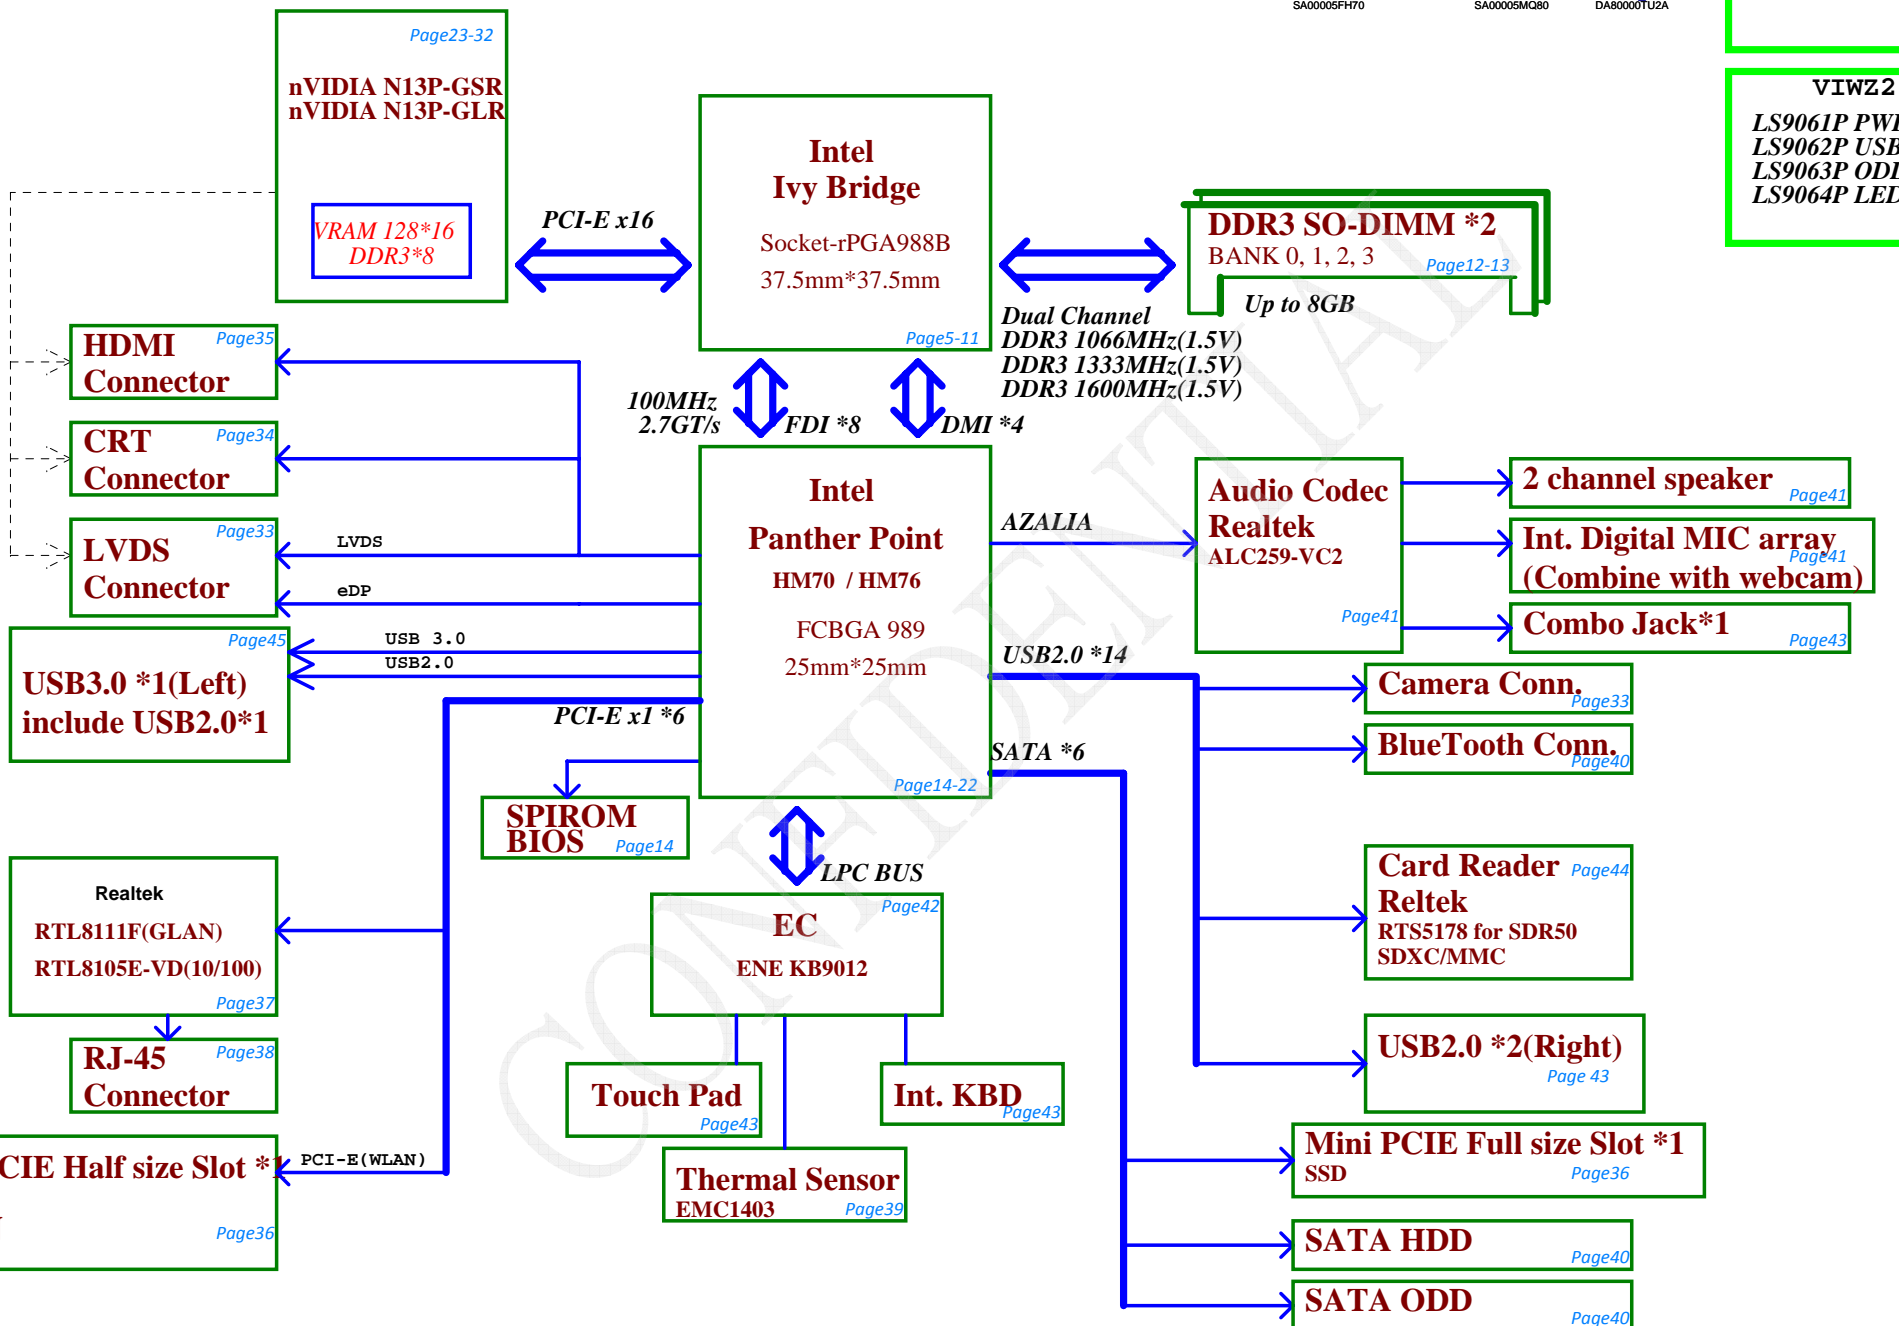 SA00005FH70
SA00005MQ80
DA80000TU2A
VIWZ2
LS9061P
LS9062P USB
LS9063P
LS9064P LED
Page23-32
nVIDIA N13P-GSR
nVIDIA N13P-GLR
VRAM 128*16
DDR3*8
PCI-E x16
Intel
Ivy Bridge
Socket-rPGA988B
37.5mm*37.5mm
Page5-11
DDR3 SO-DIMM *2
BANK 0, 1, 2, 3
Page12-13
Up to 8GB
Dual Channel
DDR3 1066MHz(1.5V)
DDR3 1333MHz(1.5V)
DDR3 1600MHz(1.5V)
HDMI
Connector
Page35
CRT
Connector
Page34
LVDS
Connector
Page33
LVDS
eDP
100MHz
2.7GT/s
FDI *8
DMI *4
Intel
Panther Point
HM70 / HM76
FCBGA 989
25mm*25mm
Page14-22
AZALIA
Audio Codec
Realtek
ALC259-VC2
Page41
2 channel speaker
Page41
Int. Digital MIC array
(Combine with webcam)
Page41
Combo Jack*1
Page43
USB3.0 *1(Left)
include USB2.0*1
Page45
USB 3.0
USB2.0
PCI-E x1 *6
USB2.0 *14
Camera Conn.
Page33
BlueTooth Conn.
Page40
SATA *6
SPIROM
BIOS
Page14
LPC BUS
EC
ENE KB9012
Page42
Card Reader
Reltek
RTS5178 for SDR50
SDXC/MMC
Page44
Realtek
RTL8111F(GLAN)
RTL8105E-VD(10/100)
Page37
RJ-45
Connector
Page38
Touch Pad
Page43
Int. KBD
Page43
Thermal Sensor
EMC1403
Page39
USB2.0 *2(Right)
Page 43
CIE Half size Slot *1
Page36
PCI-E(WLAN)
Mini PCIE Full size Slot *1
SSD
Page36
SATA HDD
Page40
SATA ODD
Page40
CONFIDENTIAL